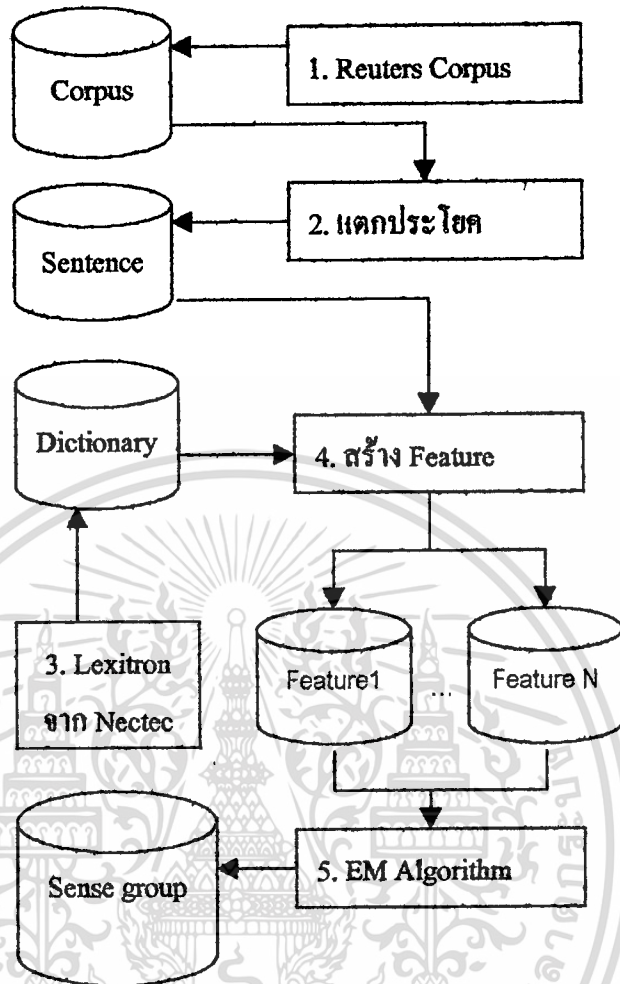 Corpus
1. Reuters Corpus
Sentence
2. แตกประโยค
Dictionary
4. สร้าง Feature
3. Lexitron
จาก Nectec
Feature1
...
Feature N
Sense group
5. EM Algorithm